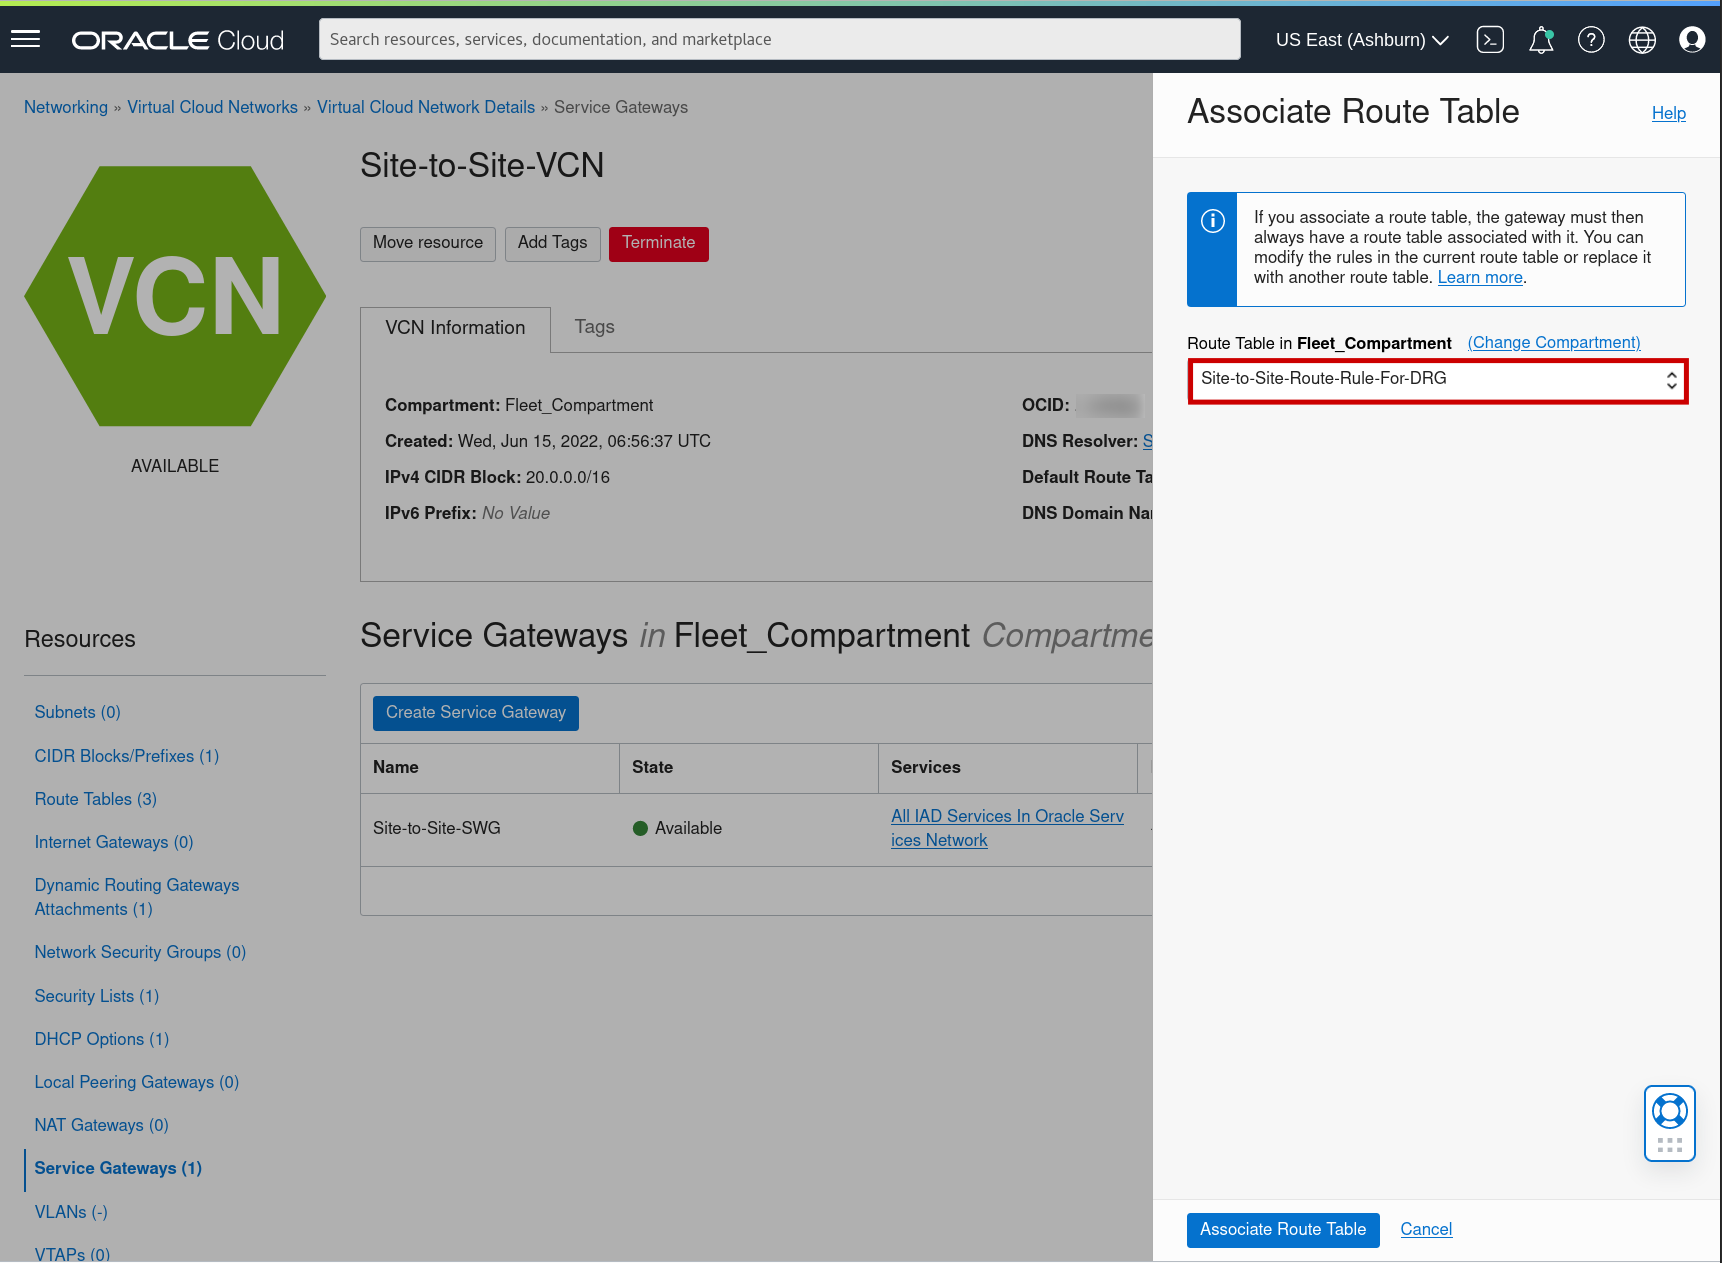 ORACLE Cloud
Search resources, services, documentation, and marketplace
US East (Ashburn)
Networking » Virtual Cloud Networks » Virtual Cloud Network Details » Service Gateways
VCN
AVAILABLE
Site-to-Site-VCN
Move resource
Add Tags
Terminate
VCN Information
Tags
Compartment: Fleet_Compartment
Created: Wed, Jun 15, 2022, 06:56:37 UTC
IPv4 CIDR Block: 20.0.0.0/16
IPv6 Prefix: No Value
OCID:
DNS Resolver: S
Default Route Ta
DNS Domain Na
Resources
Subnets (0)
CIDR Blocks/Prefixes (1)
Route Tables (3)
Internet Gateways (0)
Dynamic Routing Gateways
Attachments (1)
Network Security Groups (0)
Security Lists (1)
DHCP Options (1)
Local Peering Gateways (0)
NAT Gateways (0)
Service Gateways (1)
VLANs (-)
VTAPs (0)
Service Gateways in Fleet_Compartment Compartme
Create Service Gateway
Name
State
Services
Site-to-Site-SWG
Available
All IAD Services In Oracle Serv
ices Network
Associate Route Table
Help
If you associate a route table, the gateway must then
always have a route table associated with it. You can
modify the rules in the current route table or replace it
with another route table. Learn more.
Route Table in Fleet_Compartment (Change Compartment)
Site-to-Site-Route-Rule-For-DRG
Associate Route Table
Cancel